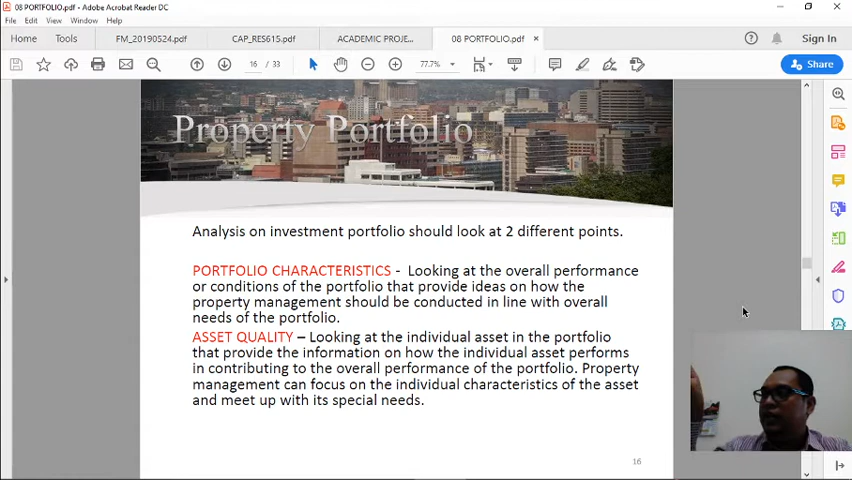 08 PORTFOLIO.pdf - Adobe Acrobat Reader DC
File Edit View Window Help
Home Tools FM_20190524.pdf CAP_RES615.pdf ACADEMIC PROJE... 08 PORTFOLIO.pdf × Sign In
16 / 33 77.7% Share
Property Portfolio
Analysis on investment portfolio should look at 2 different points.
PORTFOLIO CHARACTERISTICS - Looking at the overall performance
or conditions of the portfolio that provide ideas on how the
property management should be conducted in line with overall
needs of the portfolio.
ASSET QUALITY – Looking at the individual asset in the portfolio
that provide the information on how the individual asset performs
in contributing to the overall performance of the portfolio. Property
management can focus on the individual characteristics of the asset
and meet up with its special needs.
16